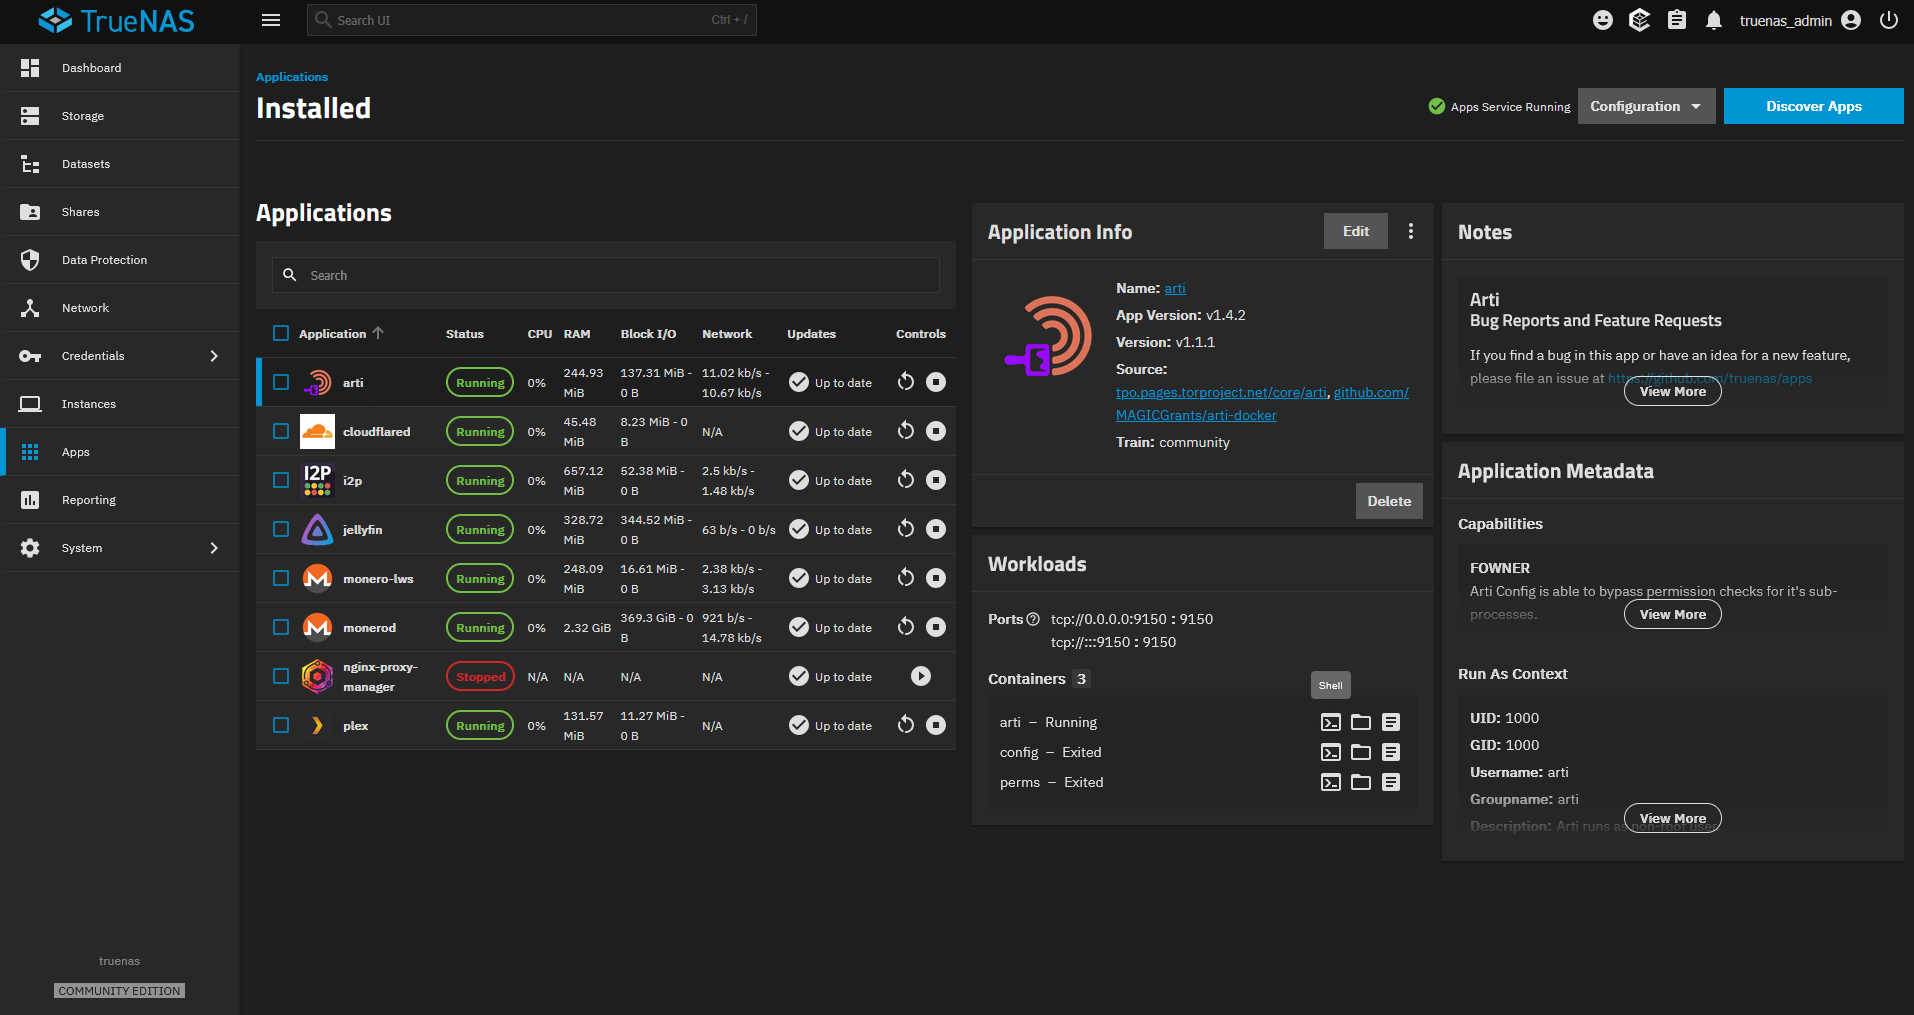 TrueNAS
Search UI
Ctrl + /
truenas_admin
Dashboard
Storage
Datasets
Shares
Data Protection
Network
Credentials
Instances
Apps
Reporting
System
truenas
COMMUNITY EDITION
Applications
Installed
Apps Service Running
Configuration
Discover Apps
Applications
Search
Application Status CPU RAM Block I/O Network Updates Controls
arti Running 0% 244.93 MiB 137.31 MiB - 0 B 11.02 kb/s - 10.67 kb/s Up to date
cloudflared Running 0% 45.48 MiB 8.23 MiB - 0 B N/A Up to date
I2P
i2p Running 0% 657.12 MiB 52.38 MiB - 0 B 2.5 kb/s - 1.48 kb/s Up to date
jellyfin Running 0% 328.72 MiB 344.52 MiB - 0 B 63 b/s - 0 b/s Up to date
monero-lws Running 0% 248.09 MiB 16.61 MiB - 0 B 2.38 kb/s - 3.13 kb/s Up to date
monerod Running 0% 2.32 GiB 369.3 GiB - 0 B 921 b/s - 14.78 kb/s Up to date
nginx-proxy-manager Stopped N/A N/A N/A N/A Up to date
plex Running 0% 131.57 MiB 11.27 MiB - 0 B N/A Up to date
Application Info
Edit
Name: arti
App Version: v1.4.2
Version: v1.1.1
Source:
tpo.pages.torproject.net/core/arti, github.com/
MAGICGrants/arti-docker
Train: community
Delete
Workloads
Ports tcp://0.0.0.0:9150 : 9150
tcp://:::9150 : 9150
Containers 3
Shell
arti – Running
config – Exited
perms – Exited
Notes
Arti
Bug Reports and Feature Requests
If you find a bug in this app or have an idea for a new feature,
please file an issue at https://github.com/truenas/apps
View More
Application Metadata
Capabilities
FOWNER
Arti Config is able to bypass permission checks for it's sub-
processes.
View More
Run As Context
UID: 1000
GID: 1000
Username: arti
Groupname: arti
Description: Arti runs as non-root user
View More